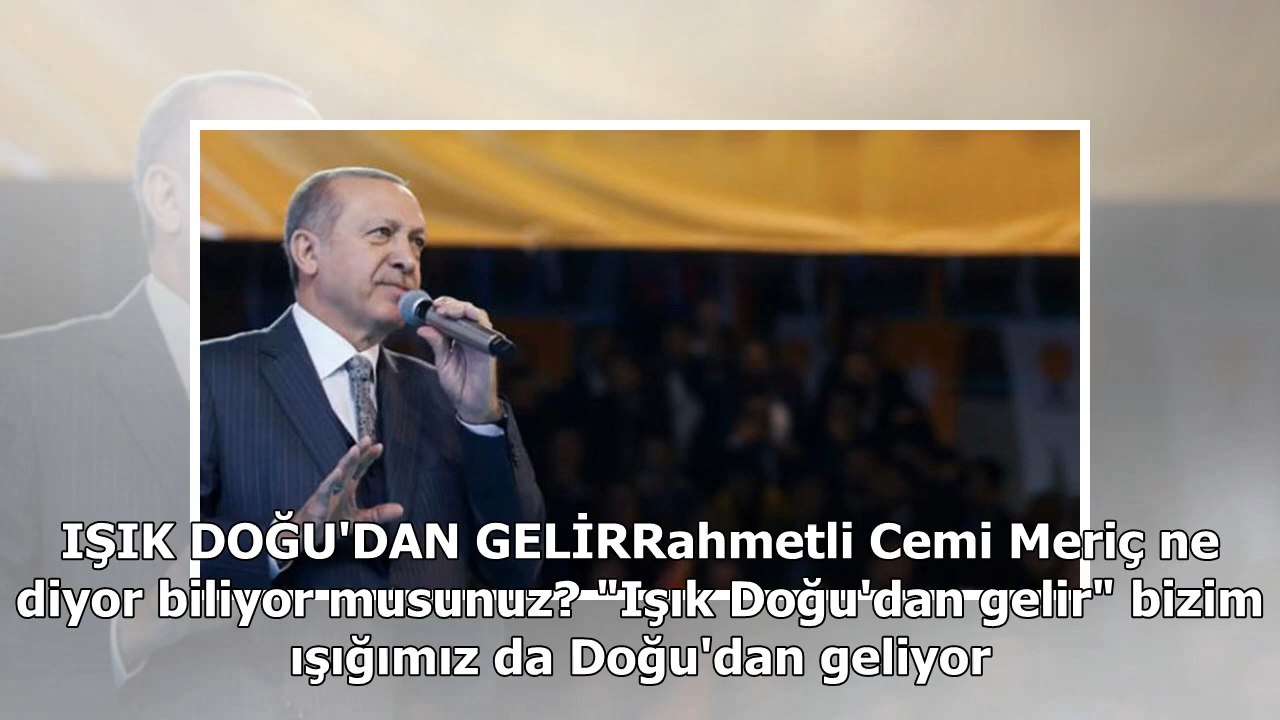 IŞIK DOĞU'DAN GELİRRahmetli Cemi Meriç ne
diyor biliyor musunuz? "Işık Doğu'dan gelir" bizim
ışığımız da Doğu'dan geliyor